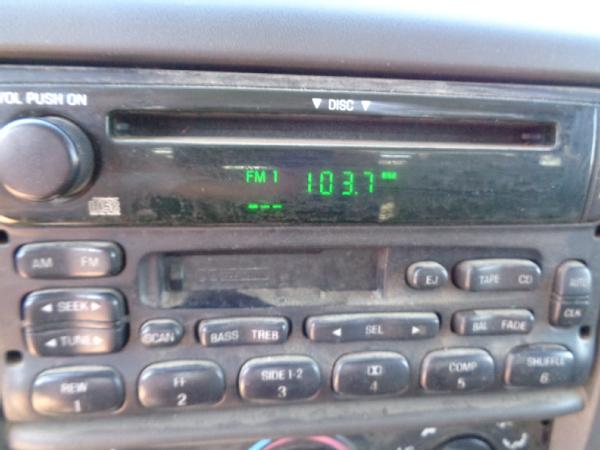 VOL PUSH ON
DISC
FM 1 103.7
AM FM
EJ
TAPE CD
AUTO
SEEK
CLK
TUNE
SCAN
BASS TREB
SEL
BAL FADE
REW 1
FF 2
SIDE 1-2 3
4
COMP 5
SHUFFLE 6